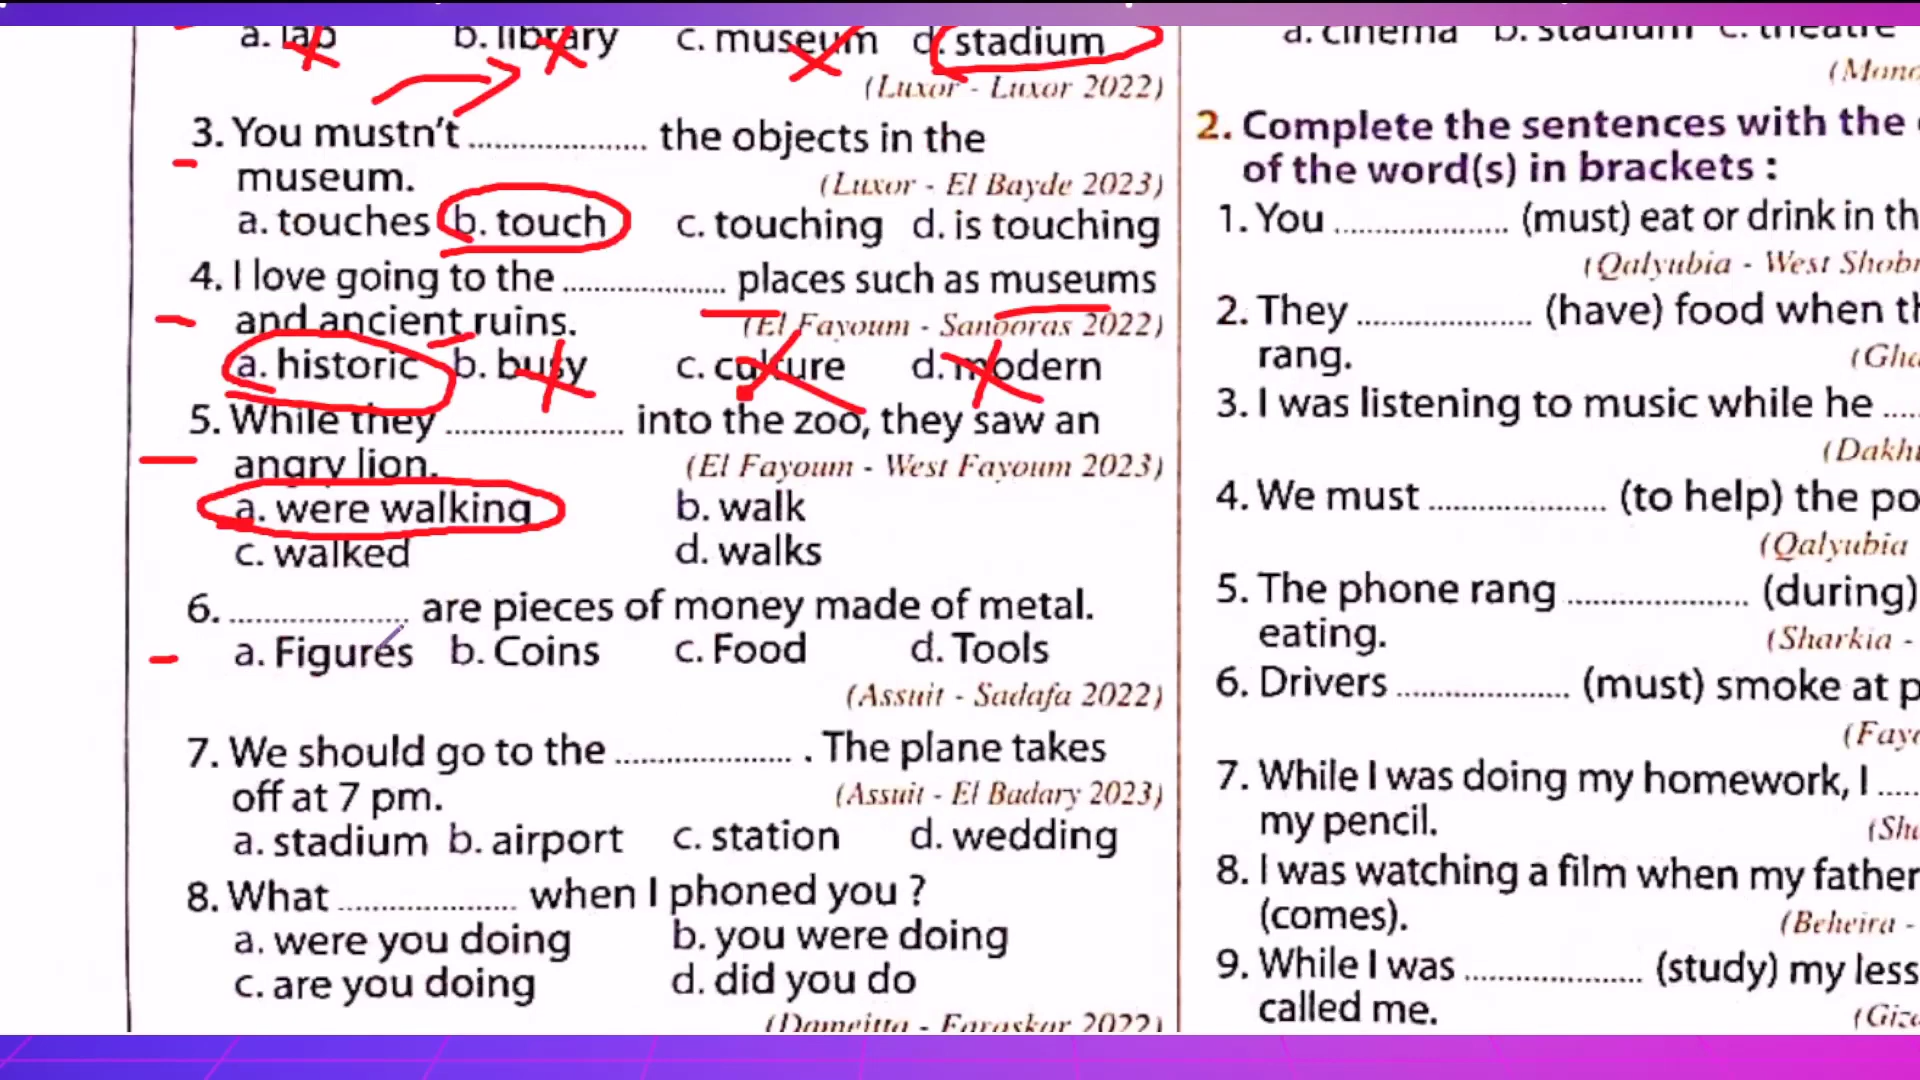 a. lab b. library c. museum d. stadium
(Luxor - Luxor 2022)
3. You mustn't .................... the objects in the
museum.
(Luxor - El Bayde 2023)
a. touches b. touch c. touching d. is touching
4. I love going to the .................... places such as museums
and ancient ruins.
(El Fayoum - Sanooras 2022)
a. historic b. busy c. culture d. modern
5. While they .................... into the zoo, they saw an
angry lion.
(El Fayoum - West Fayoum 2023)
a. were walking b. walk
c. walked d. walks
6. .................... are pieces of money made of metal.
a. Figures b. Coins c. Food d. Tools
(Assuit - Sadafa 2022)
7. We should go to the .................... . The plane takes
off at 7 pm.
(Assuit - El Badary 2023)
a. stadium b. airport c. station d. wedding
8. What .................... when I phoned you ?
a. were you doing b. you were doing
c. are you doing d. did you do
(Dameitta - Faraskor 2022)
a. cinema b. stadium c. theatre
2. Complete the sentences with the
of the word(s) in brackets :
1. You .................... (must) eat or drink in
(Qalyubia - West
2. They .................... (have) food when
rang.
3. I was listening to music while he ....
4. We must .................... (to help) the
(Qalyubia
5. The phone rang .................... (during)
eating.
(Sharkia -
6. Drivers .................... (must) smoke at
7. While I was doing my homework, I .....
my pencil.
8. I was watching a film when my father
(comes).
(Beheira -
9. While I was .................... (study) my
called me.